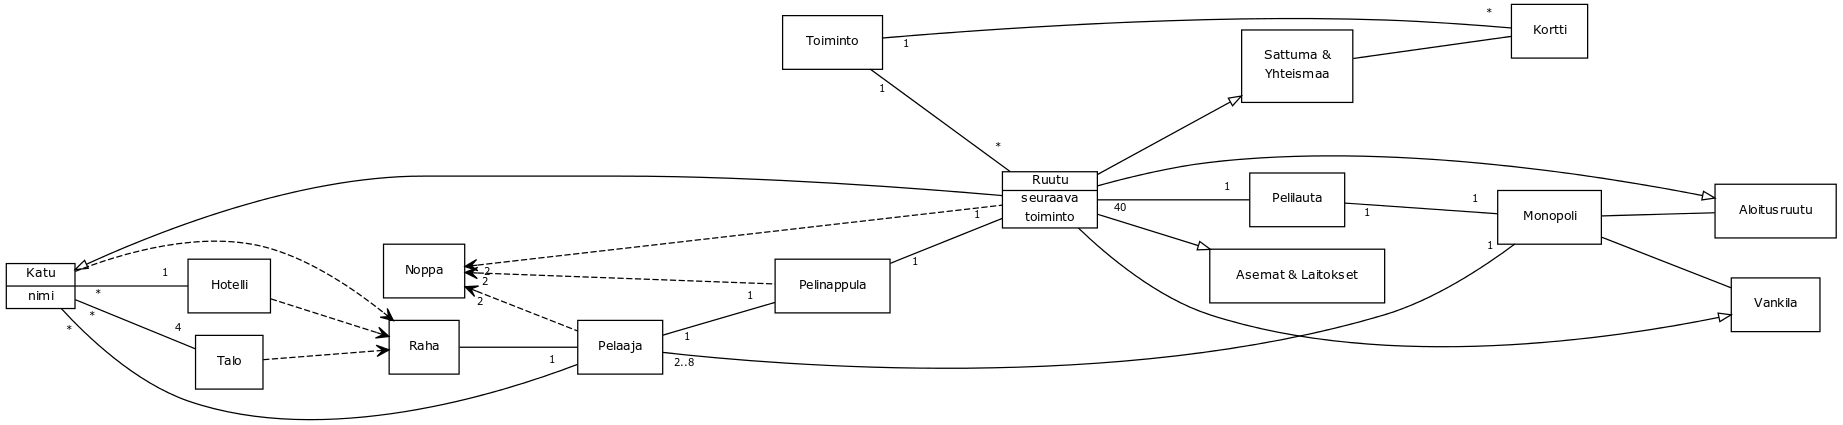 Kortti
*
Toiminto
1
Sattuma &
Yhteismaa
1
*
Ruutu
seuraava
toiminto
Pelilauta
1
40
1
1
Monopoli
1
Aloitusruutu
1
1
Noppa
2
2
2
Asemat & Laitokset
Katu
nimi
1
*
Hotelli
Pelinappula
1
Vankila
*
*
4
Talo
Raha
1
Pelaaja
1
2..8